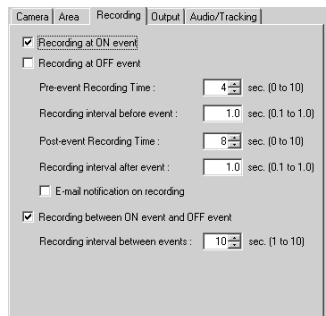 Camera Area Recording Output Audio/Tracking
Recording at ON event
Recording at OFF event
Pre-event Recording Time : 4 sec. (0 to 10)
Recording interval before event : 1.0 sec. (0.1 to 1.0)
Post-event Recording Time : 8 sec. (0 to 10)
Recording interval after event : 1.0 sec. (0.1 to 1.0)
E-mail notification on recording
Recording between ON event and OFF event
Recording interval between events : 10 sec. (1 to 10)